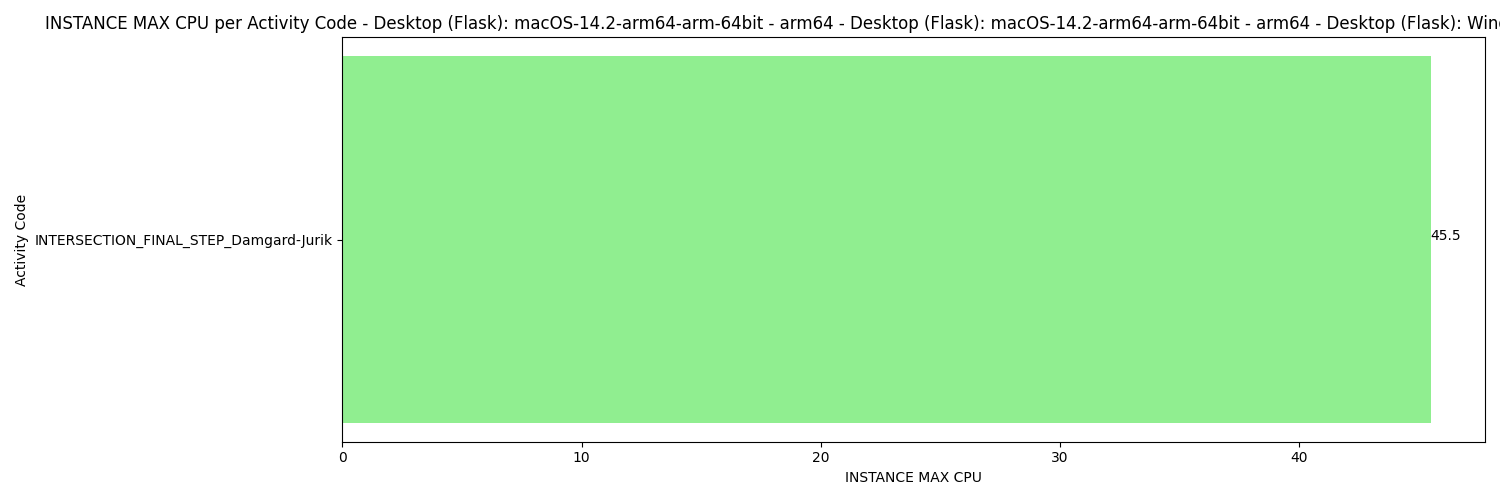 INSTANCE MAX CPU per Activity Code - Desktop (Flask): macOS-14.2-arm64-arm-64bit - arm64 - Desktop (Flask): macOS-14.2-arm64-arm-64bit - arm64 - Desktop (Flask):
Activity Code
INTERSECTION_FINAL_STEP_Damgard-Jurik
45.5
0 10 20 30 40
INSTANCE MAX CPU